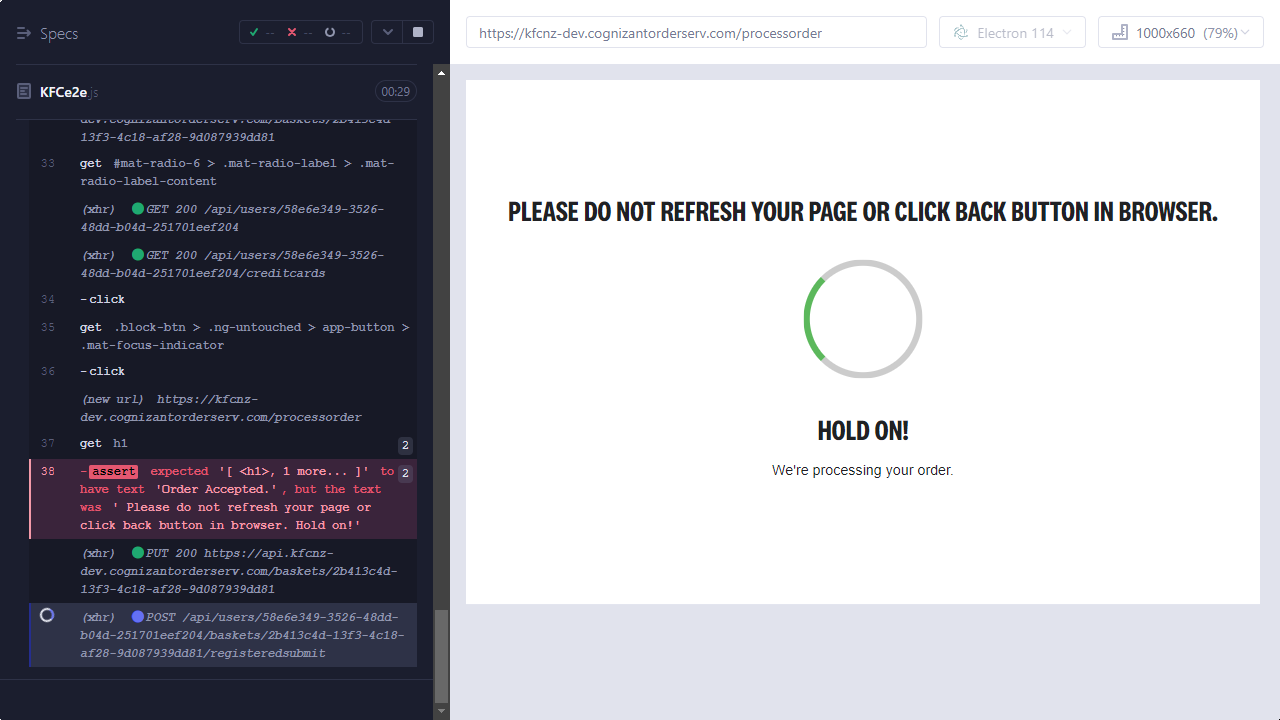 Specs
-- -- --
https://kfcnz-dev.cognizantorderserv.com/processorder
Electron 114
1000x660 (79%)
KFCe2e.js
00:29
dev.cognizantorderserv.com/baskets/2b413c4d-
13f3-4c18-af28-9d087939dd81
33 get #mat-radio-6 > .mat-radio-label > .mat-
radio-label-content
(xhr) GET 200 /api/users/58e6e349-3526-
48dd-b04d-251701eef204
(xhr) GET 200 /api/users/58e6e349-3526-
48dd-b04d-251701eef204/creditcards
34 -click
35 get .block-btn > .ng-untouched > app-button >
.mat-focus-indicator
36 -click
(new url) https://kfcnz-
dev.cognizantorderserv.com/processorder
37 get h1 2
38 -assert expected '[ <h1>, 1 more... ]' to 2
have text 'Order Accepted.', but the text
was ' Please do not refresh your page or
click back button in browser. Hold on!'
(xhr) PUT 200 https://api.kfcnz-
dev.cognizantorderserv.com/baskets/2b413c4d-
13f3-4c18-af28-9d087939dd81
(xhr) POST /api/users/58e6e349-3526-48dd-
b04d-251701eef204/baskets/2b413c4d-13f3-4c18-
af28-9d087939dd81/registeredsubmit
PLEASE DO NOT REFRESH YOUR PAGE OR CLICK BACK BUTTON IN BROWSER.
HOLD ON!
We're processing your order.